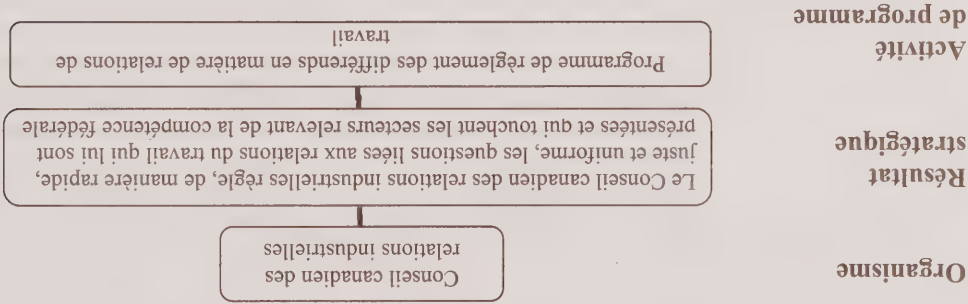 Organisme
Conseil canadien des
relations industrielles
Résultat
stratégique
Le Conseil canadien des relations industrielles règle, de manière rapide,
juste et uniforme, les questions liées aux relations du travail qui lui sont
présentées et qui touchent les secteurs relevant de la compétence fédérale
Activité
de programme
Programme de règlement des différends en matière de relations de
travail